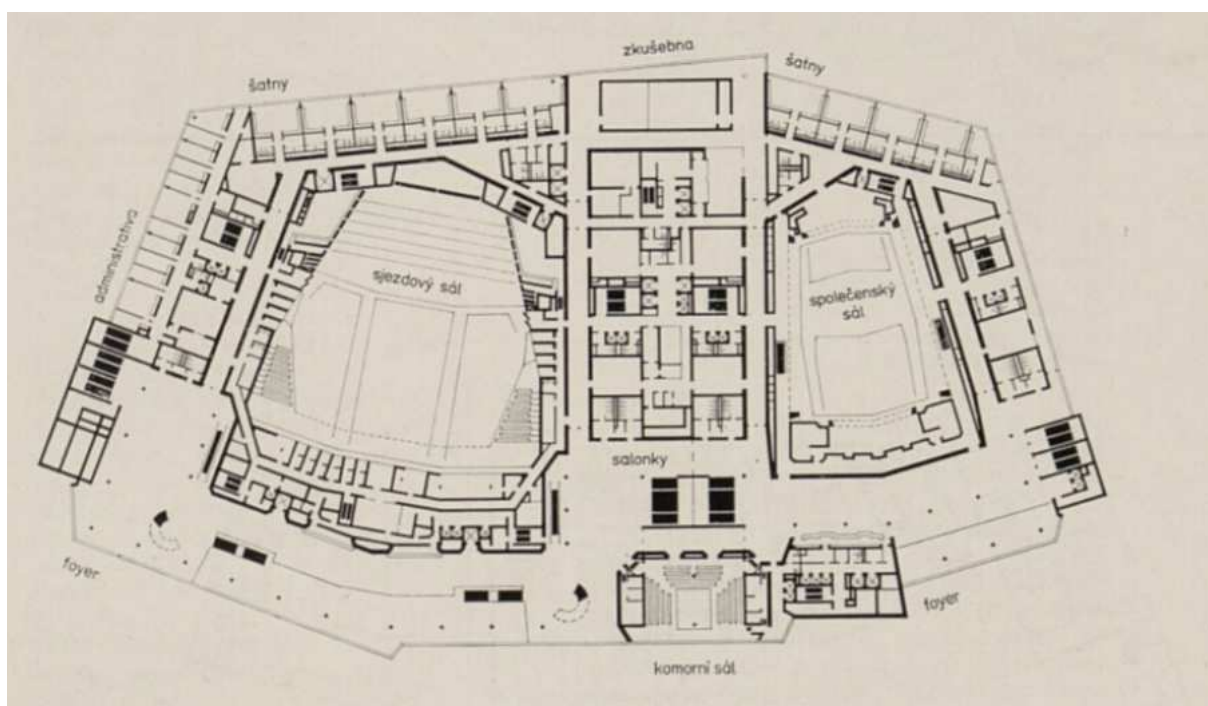 zkušebna
šatny
šatny
administrativa
sjezdový sál
společenský
sál
salonky
foyer
foyer
komorní sál